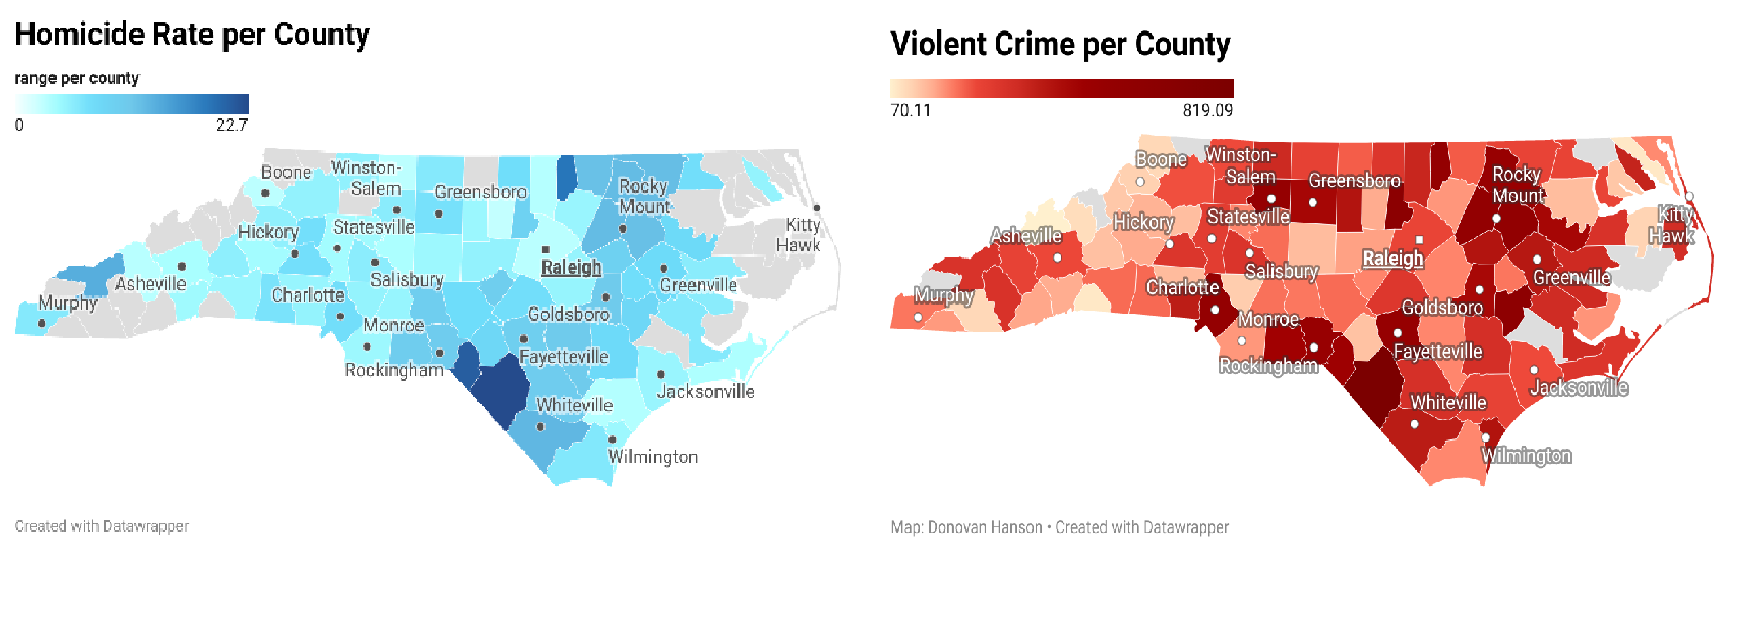 Homicide Rate per County
range per county
0
22.7
Boone
Winston-
Salem
Greensboro
Rocky
Mount
Kitty
Hawk
Hickory
Statesville
Asheville
Salisbury
Raleigh
Greenville
Murphy
Charlotte
Goldsboro
Monroe
Fayetteville
Rockingham
Jacksonville
Whiteville
Wilmington
Created with Datawrapper
Violent Crime per County
70.11
819.09
Boone
Winston-
Salem
Greensboro
Rocky
Mount
Kitty
Hawk
Hickory
Statesville
Asheville
Salisbury
Raleigh
Greenville
Murphy
Charlotte
Goldsboro
Monroe
Fayetteville
Rockingham
Jacksonville
Whiteville
Wilmington
Map: Donovan Hanson • Created with Datawrapper